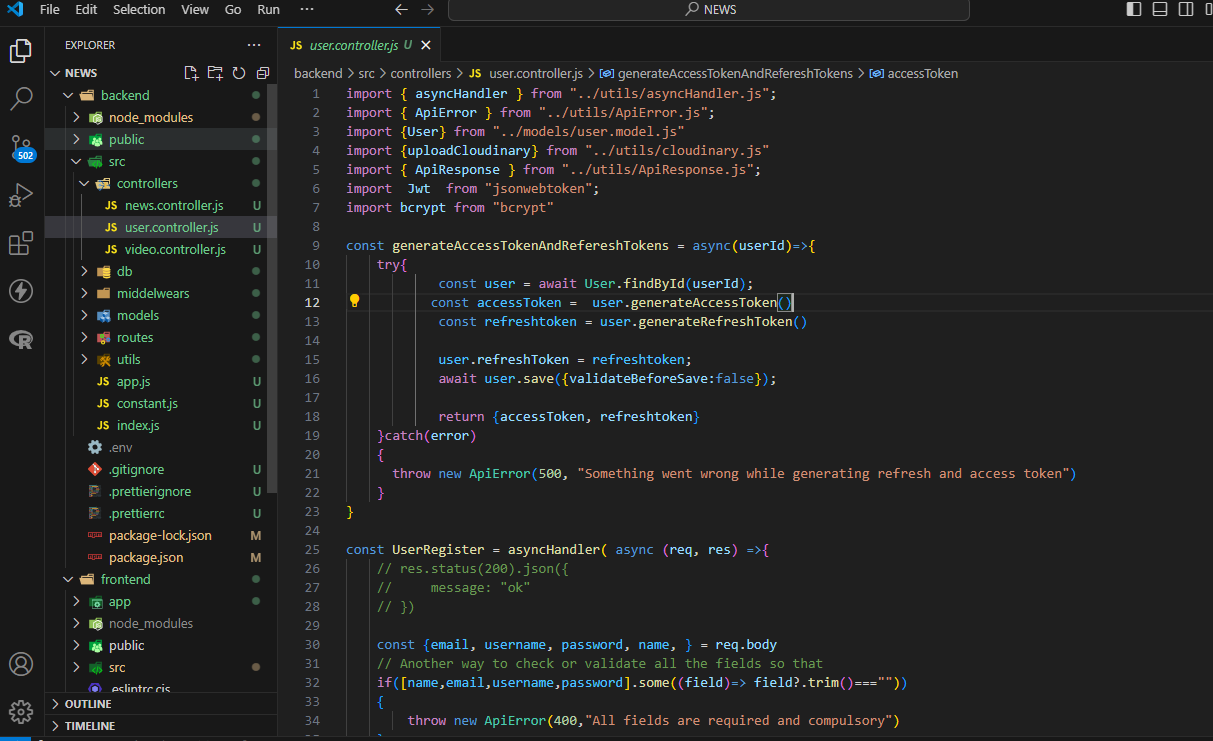 File Edit Selection View Go Run ··· NEWS
EXPLORER ···
NEWS
backend
node_modules
public
src
controllers
JS news.controller.js U
JS user.controller.js U
JS video.controller.js U
db
middelwears
models
routes
utils
JS app.js U
JS constant.js U
JS index.js U
.env
.gitignore U
.prettierignore U
.prettierrc U
package-lock.json M
package.json M
frontend
app
node_modules
public
src
.eslintrc.cjs
OUTLINE
TIMELINE
502
JS user.controller.js U
backend > src > controllers > JS user.controller.js > generateAccessTokenAndRefereshTokens > accessToken
1 import { asyncHandler } from "../utils/asyncHandler.js";
2 import { ApiError } from "../utils/ApiError.js";
3 import {User} from "../models/user.model.js"
4 import {uploadCloudinary} from "../utils/cloudinary.js"
5 import { ApiResponse } from "../utils/ApiResponse.js";
6 import  Jwt  from "jsonwebtoken";
7 import bcrypt from "bcrypt"
8
9 const generateAccessTokenAndRefereshTokens = async(userId)=>{
10 try{
11 const user = await User.findById(userId);
12 const accessToken =  user.generateAccessToken()
13 const refreshtoken = user.generateRefreshToken()
14
15 user.refreshToken = refreshtoken;
16 await user.save({validateBeforeSave:false});
17
18 return {accessToken, refreshtoken}
19 }catch(error)
20 {
21 throw new ApiError(500, "Something went wrong while generating refresh and access token")
22 }
23 }
24
25 const UserRegister = asyncHandler( async (req, res) =>{
26 // res.status(200).json({
27 //     message: "ok"
28 // })
29
30 const {email, username, password, name, } = req.body
31 // Another way to check or validate all the fields so that
32 if([name,email,username,password].some((field)=> field?.trim()===""))
33 {
34 throw new ApiError(400,"All fields are required and compulsory")